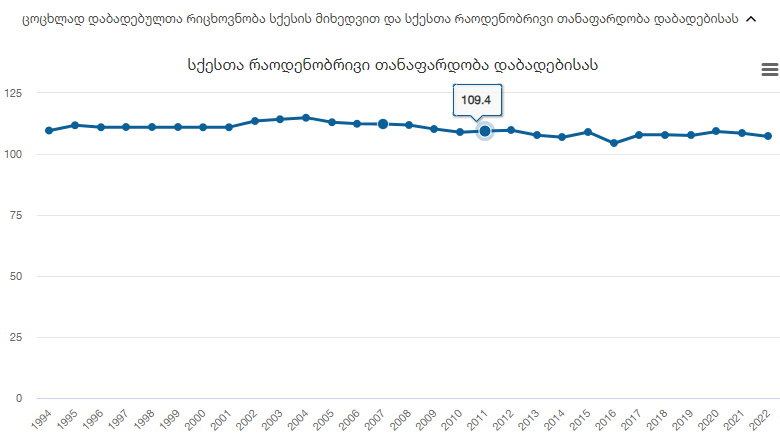 ცოცხლად დაბადებულთა რიცხოვნობა სქესის მიხედვით და სქესთა რაოდენობრივი თანაფარდობა დაბადებისას
სქესთა რაოდენობრივი თანაფარდობა დაბადებისას
125
109.4
100
75
50
25
0
1994 1995 1996 1997 1998 1999 2000 2001 2002 2003 2004 2005 2006 2007 2008 2009 2010 2011 2012 2013 2014 2015 2016 2017 2018 2019 2020 2021 2022